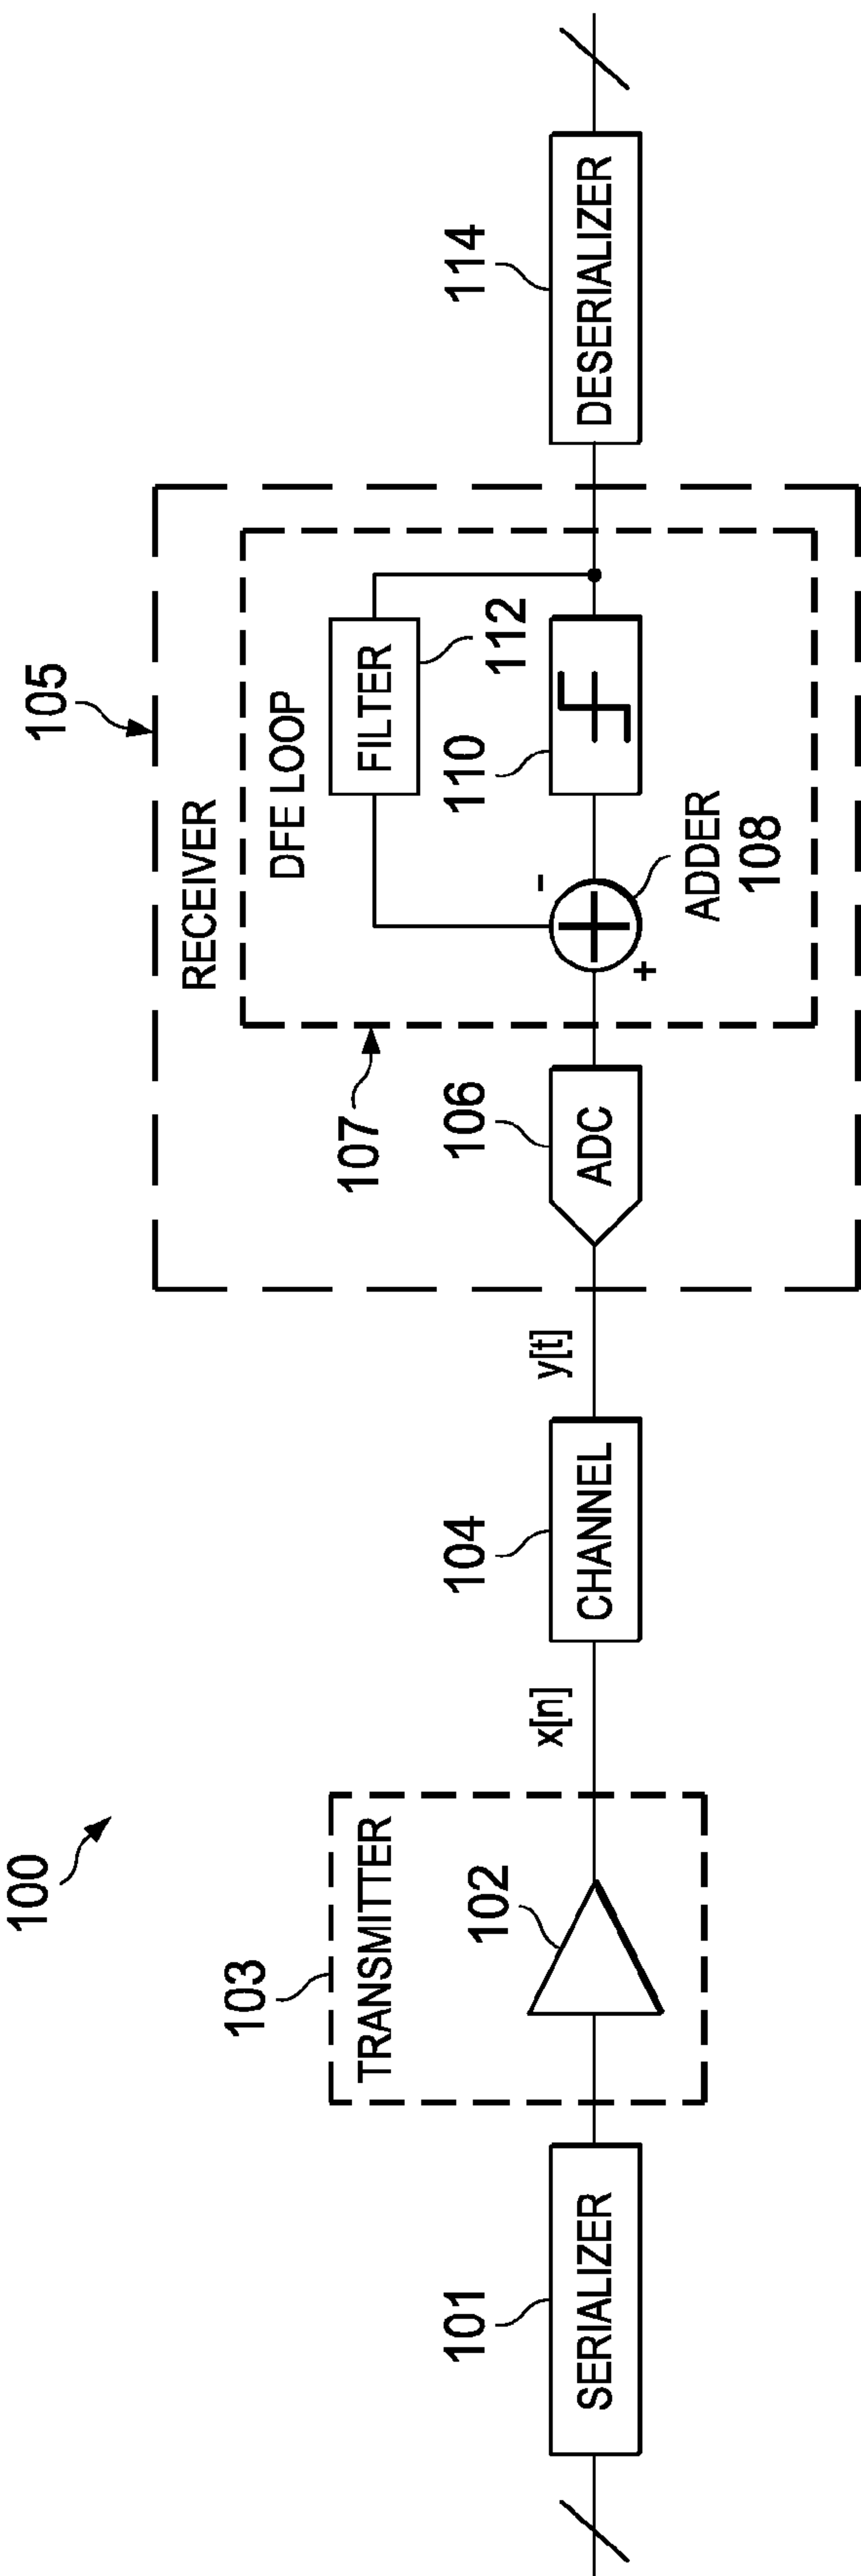 100
101
SERIALIZER
103
TRANSMITTER
102
x[n]
104
CHANNEL
y[t]
105
RECEIVER
107
DFE LOOP
106
ADC
+
-
ADDER
108
110
FILTER
112
114
DESERIALIZER